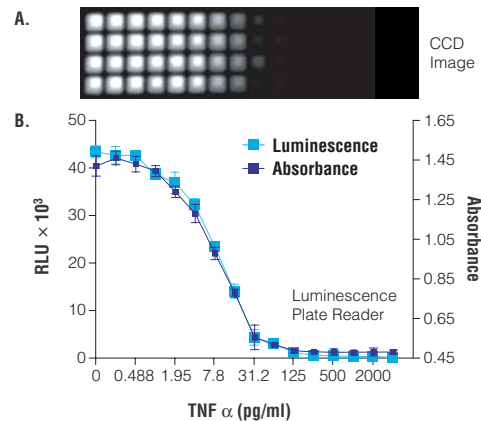 A.
CCD
Image
B.
50
40
30
20
10
0
RLU × 10³
Luminescence
Absorbance
Luminescence
Plate Reader
1.65
1.45
1.25
1.05
0.85
0.65
0.45
Absorbance
0 0.488 1.95 7.8 31.2 125 500 2000
TNF α (pg/ml)